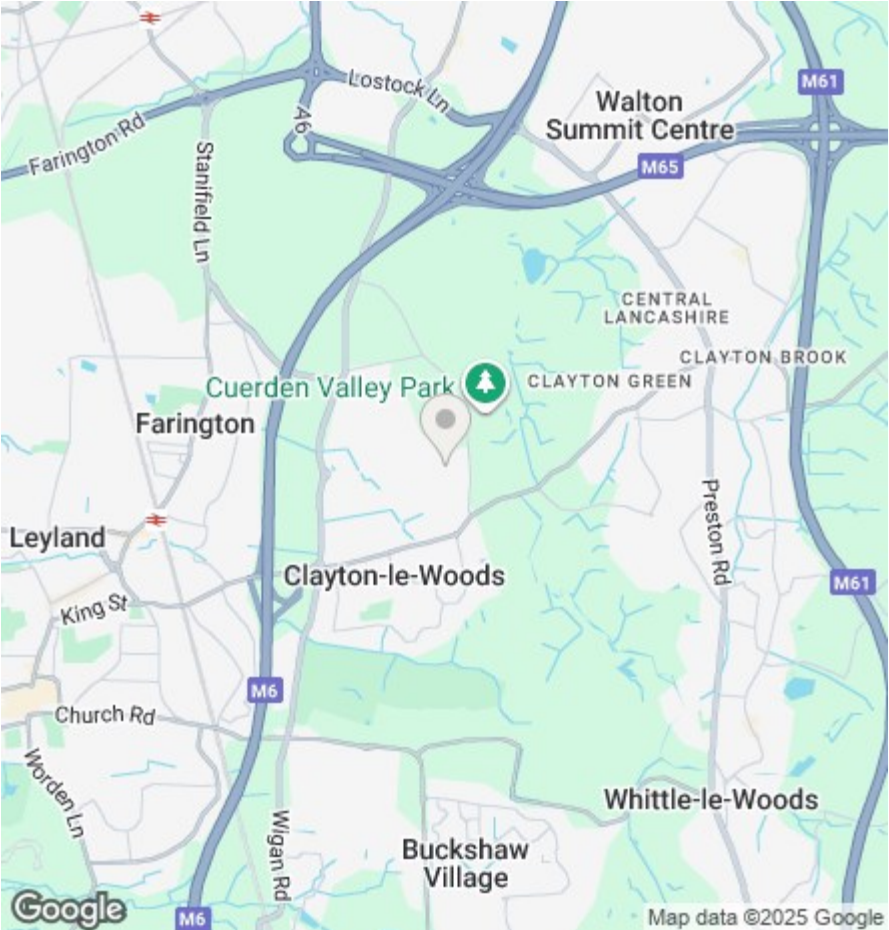 Lostock Ln
M61
Walton
Summit Centre
A6
Farington Rd
M65
Stanifield Ln
CENTRAL
LANCASHIRE
CLAYTON BROOK
Cuerden Valley Park
CLAYTON GREEN
Farington
Preston Rd
Leyland
Clayton-le-Woods
M61
King St
M6
Church Rd
Worden Ln
Whittle-le-Woods
Wigan Rd
Buckshaw
Village
Google
M6
Map data ©2025 Google